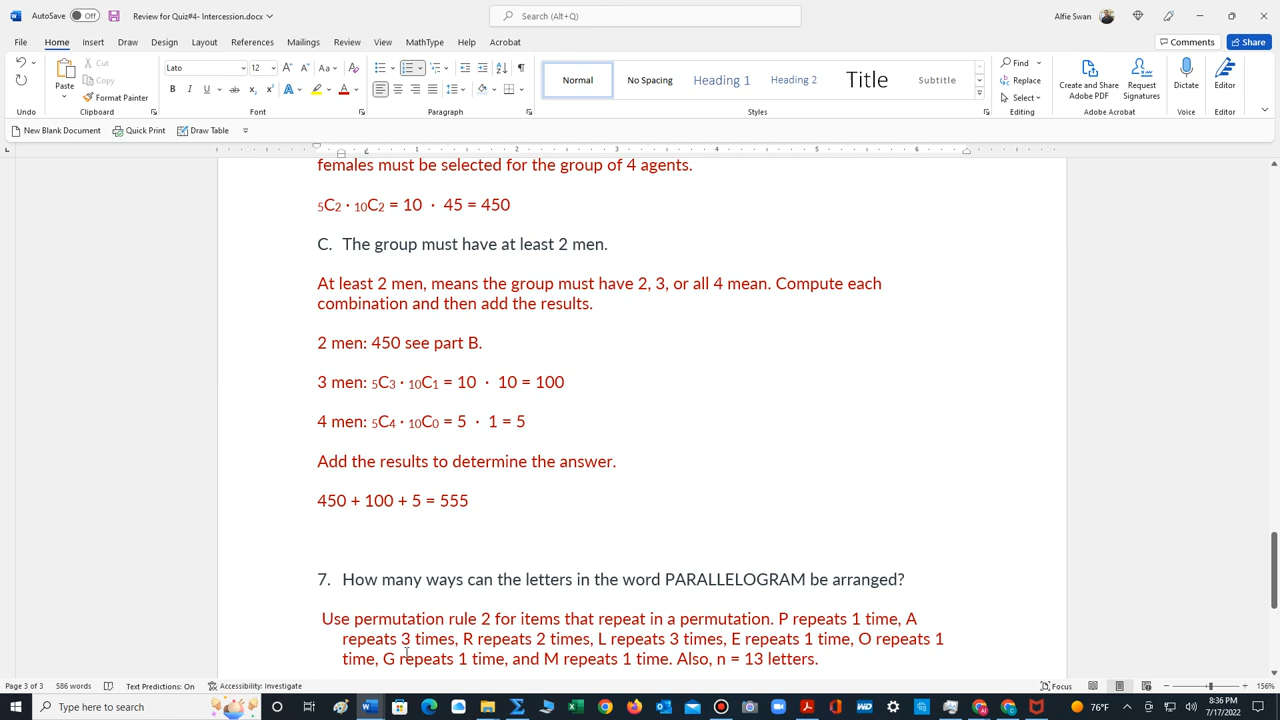 AutoSave Off Review for Quiz#4- Intercession.docx Search (Alt+Q) Alfie Swan
File Home Insert Draw Design Layout References Mailings Review View MathType Help Acrobat Comments Share
Paste Cut Copy Format Painter
Lato 12
Normal No Spacing Heading 1 Heading 2 Title Subtitle
Find Replace Select
Create and Share Adobe PDF Request Signatures Dictate Editor
Undo Clipboard Font Paragraph Styles Editing Adobe Acrobat Voice Editor
New Blank Document Quick Print Draw Table
females must be selected for the group of 4 agents.
₅C₂ · ₁₀C₂ = 10 · 45 = 450
C. The group must have at least 2 men.
At least 2 men, means the group must have 2, 3, or all 4 mean. Compute each
combination and then add the results.
2 men: 450 see part B.
3 men: ₅C₃ · ₁₀C₁ = 10 · 10 = 100
4 men: ₅C₄ · ₁₀C₀ = 5 · 1 = 5
Add the results to determine the answer.
450 + 100 + 5 = 555
7. How many ways can the letters in the word PARALLELOGRAM be arranged?
Use permutation rule 2 for items that repeat in a permutation. P repeats 1 time, A
repeats 3 times, R repeats 2 times, L repeats 3 times, E repeats 1 time, O repeats 1
time, G repeats 1 time, and M repeats 1 time. Also, n = 13 letters.
Page 3 of 3 586 words Text Predictions: On Accessibility: Investigate Focus 156%
Type here to search 76°F 8:36 PM
7/17/2022